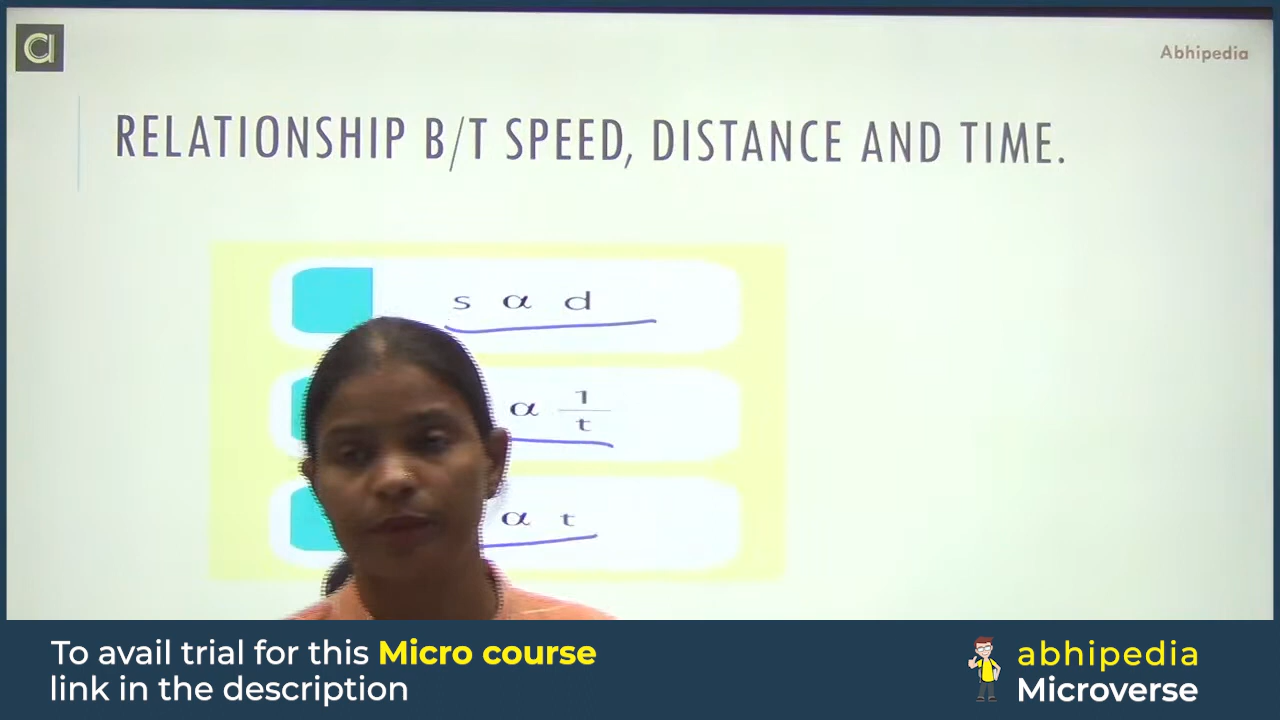 Abhipedia
RELATIONSHIP B/T SPEED, DISTANCE AND TIME.
s α d
α 1/t
α t
To avail trial for this Micro course
link in the description
abhipedia
Microverse